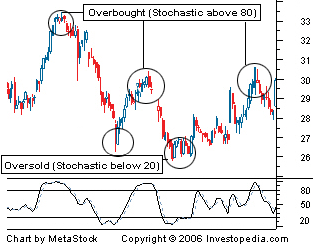 Overbought (Stochastic above 80)
33
32
31
30
29
28
27
26
Oversold (Stochastic below 20)
80
50
20
Chart by MetaStock
Copyright © 2006 Investopedia.com